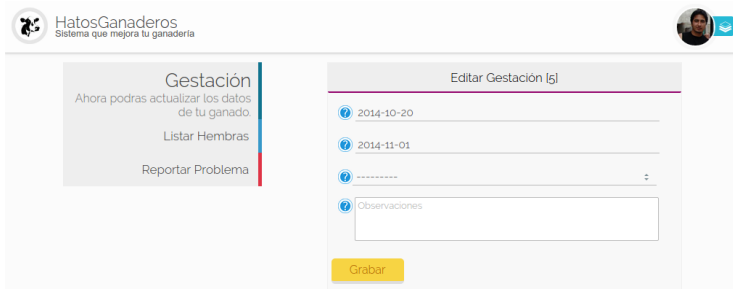 HatosGanaderos
Sistema que mejora tu ganadería
Gestación
Ahora podras actualizar los datos
de tu ganado.
Listar Hembras
Reportar Problema
Editar Gestación [5]
? 2014-10-20
? 2014-11-01
? ---------
? Observaciones
Grabar